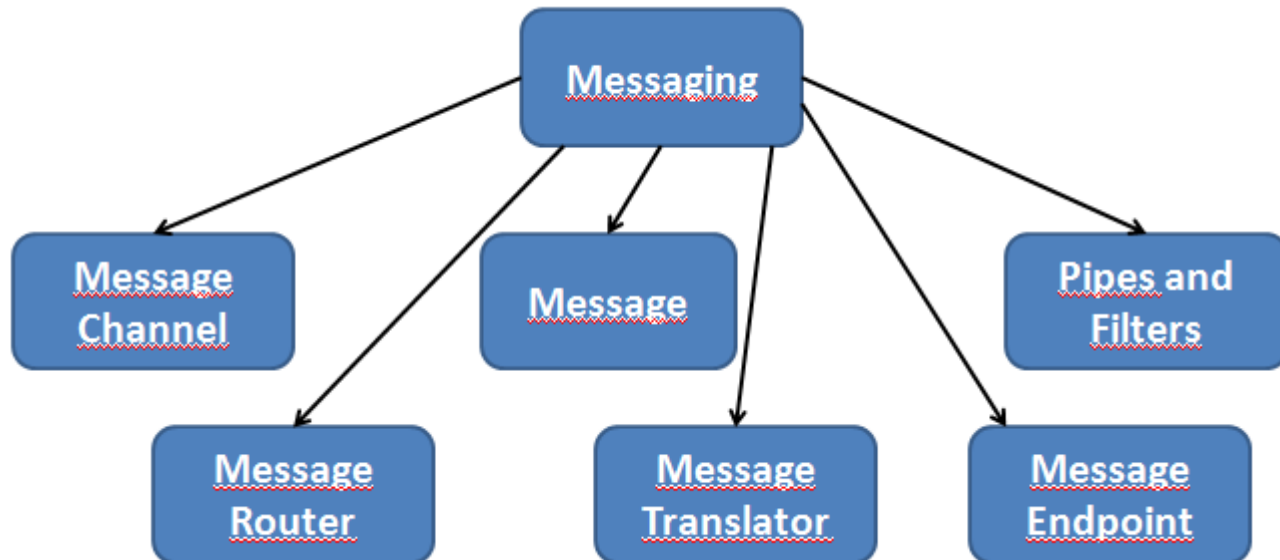 Messaging
Message
Channel
Message
Pipes and
Filters
Message
Router
Message
Translator
Message
Endpoint